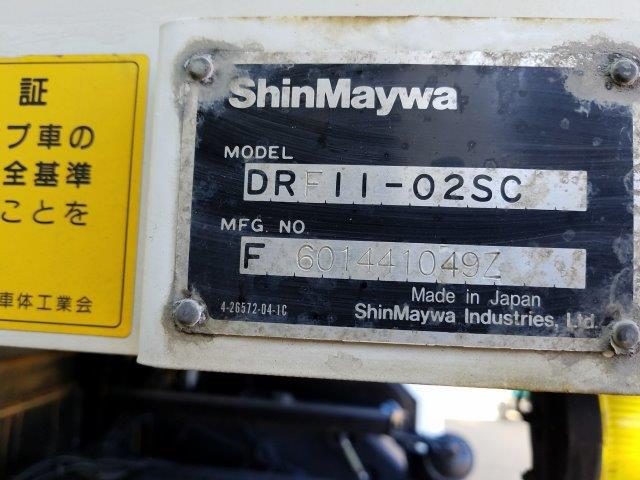 証
プ車の
全基準
ことを
車体工業会
ShinMaywa
MODEL
DRF11-02SC
MFG. NO.
F 601441049Z
Made in Japan
4-26572-04-1C
ShinMaywa Industries, Ltd.